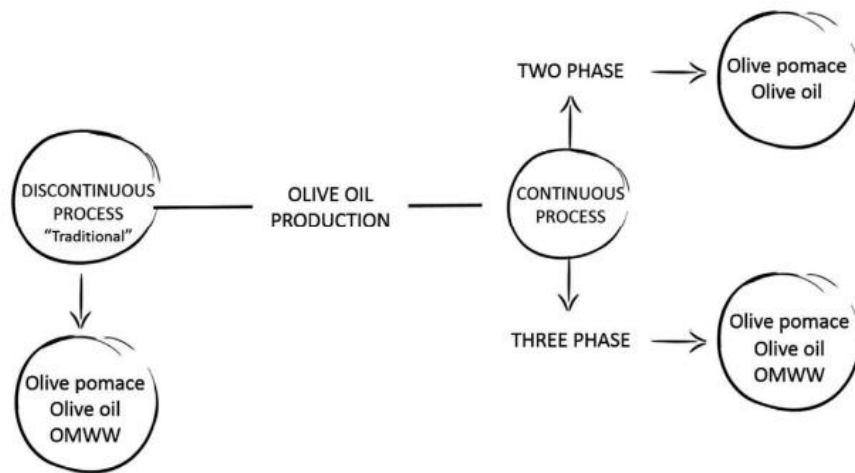 TWO PHASE
Olive pomace
Olive oil
DISCONTINUOUS
PROCESS
"Traditional"
OLIVE OIL
PRODUCTION
CONTINUOUS
PROCESS
THREE PHASE
Olive pomace
Olive oil
OMWW
Olive pomace
Olive oil
OMWW